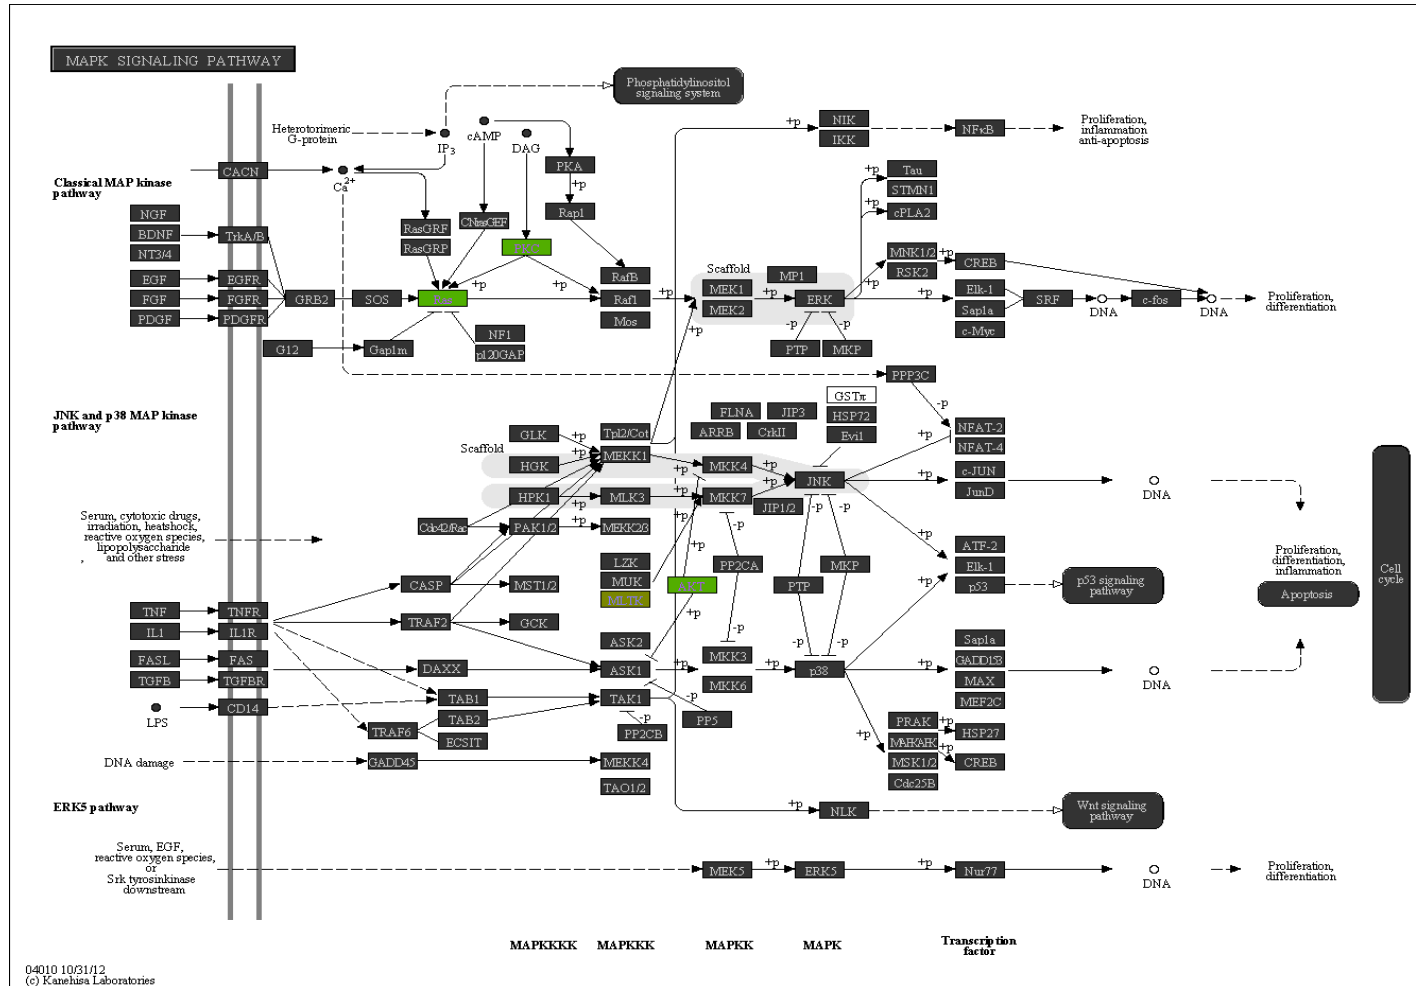 MAPK SIGNALING PATHWAY
Phosphatidylinositol
signaling system
Heterotorimeric
G-protein
IP3
cAMP
DAG
PKA
+p
Rap1
CACN
Ca2+
Classical MAP kinase
pathway
NGF
BDNF
NT3/4
EGF
FGF
PDGF
TrkA/B
EGFR
FGFR
PDGFR
GRB2
SOS
RasGRF
RasGRP
CNrasGEF
PKC
Ras
+p
+p
G12
Gap1m
NF1
p120GAP
RafB
Raf1
Mos
+p
+p
Scaffold
MEK1
MEK2
MP1
+p
ERK
-p
-p
PTP
MKP
+p
NIK
IKK
NFκB
Proliferation,
inflammation
anti-apoptosis
+p
+p
+p
+p
Tau
STMN1
cPLA2
MNK1/2
RSK2
+p
CREB
Elk-1
Sap1a
c-Myc
SRF
DNA
c-fos
DNA
Proliferation,
differentiation
PPP3C
-p
JNK and p38 MAP kinase
pathway
Scaffold
GLK
HGK
HPK1
PAK1/2
Cdc42/Rac
+p
+p
+p
+p
Tpl2/Cot
MEKK1
MLK3
MEKK2/3
LZK
MUK
MLTK
AKT
+p
+p
+p
+p
FLNA
JIP3
ARRB
CrkII
MKK4
MKK7
+p
+p
JIP1/2
GSTπ
HSP72
Evi1
JNK
-p
-p
PP2CA
-p
PTP
MKP
-p
-p
+p
+p
+p
+p
NFAT-2
NFAT-4
c-JUN
JunD
DNA
ATF-2
Elk-1
p53
p53 signaling
pathway
Proliferation,
differentiation,
inflammation
Apoptosis
Cell
cycle
Serum, cytotoxic drugs,
irradiation, heatshock,
reactive oxygen species,
lipopolysaccharide
and other stress
,
CASP
MST1/2
TRAF2
GCK
TNF
IL1
FASL
TGFB
LPS
TNFR
IL1R
FAS
TGFBR
CD14
DAXX
TAB1
TAB2
TRAF6
ECSIT
ASK2
ASK1
TAK1
-p
-p
PP2CB
PP5
+p
MKK3
MKK6
+p
p38
+p
+p
Sap1a
GADD153
MAX
MEF2C
DNA
PRAK
MAPKAPK
MSK1/2
Cdc25B
+p
+p
HSP27
CREB
DNA damage
GADD45
MEKK4
TAO1/2
ERK5 pathway
+p
NLK
Wnt signaling
pathway
Serum, EGF,
reactive oxygen species,
or
Srk tyrosinkinase
downstream
MEK5
+p
ERK5
+p
Nur77
DNA
Proliferation,
differentiation
MAPKKKK
MAPKKK
MAPKK
MAPK
Transcription
factor
04010 10/31/12
(c) Kanehisa Laboratories